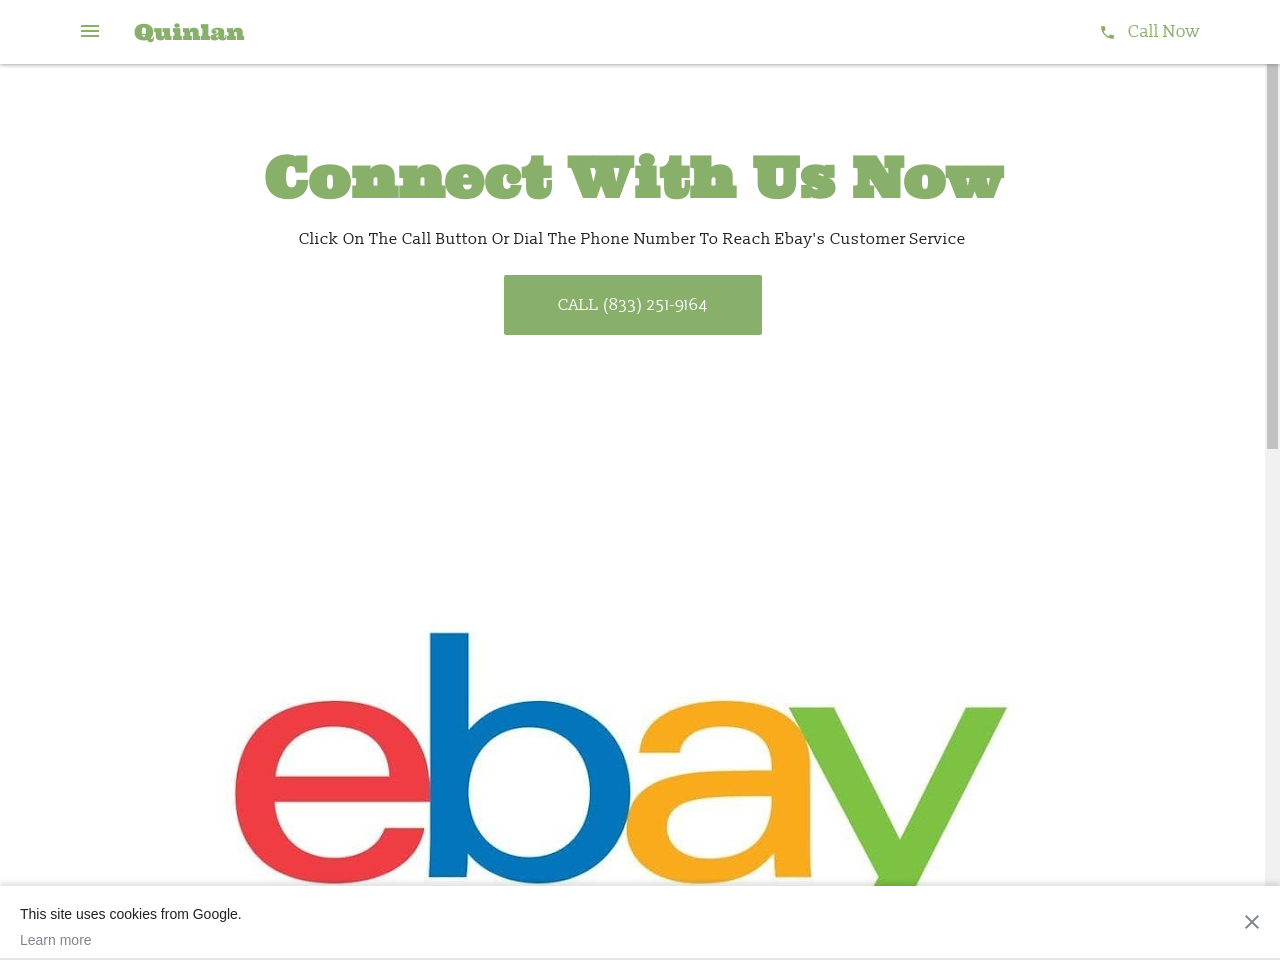 Quinlan
Call Now
Connect With Us Now
Click On The Call Button Or Dial The Phone Number To Reach Ebay's Customer Service
CALL (833) 251-9164
ebay
This site uses cookies from Google.
Learn more